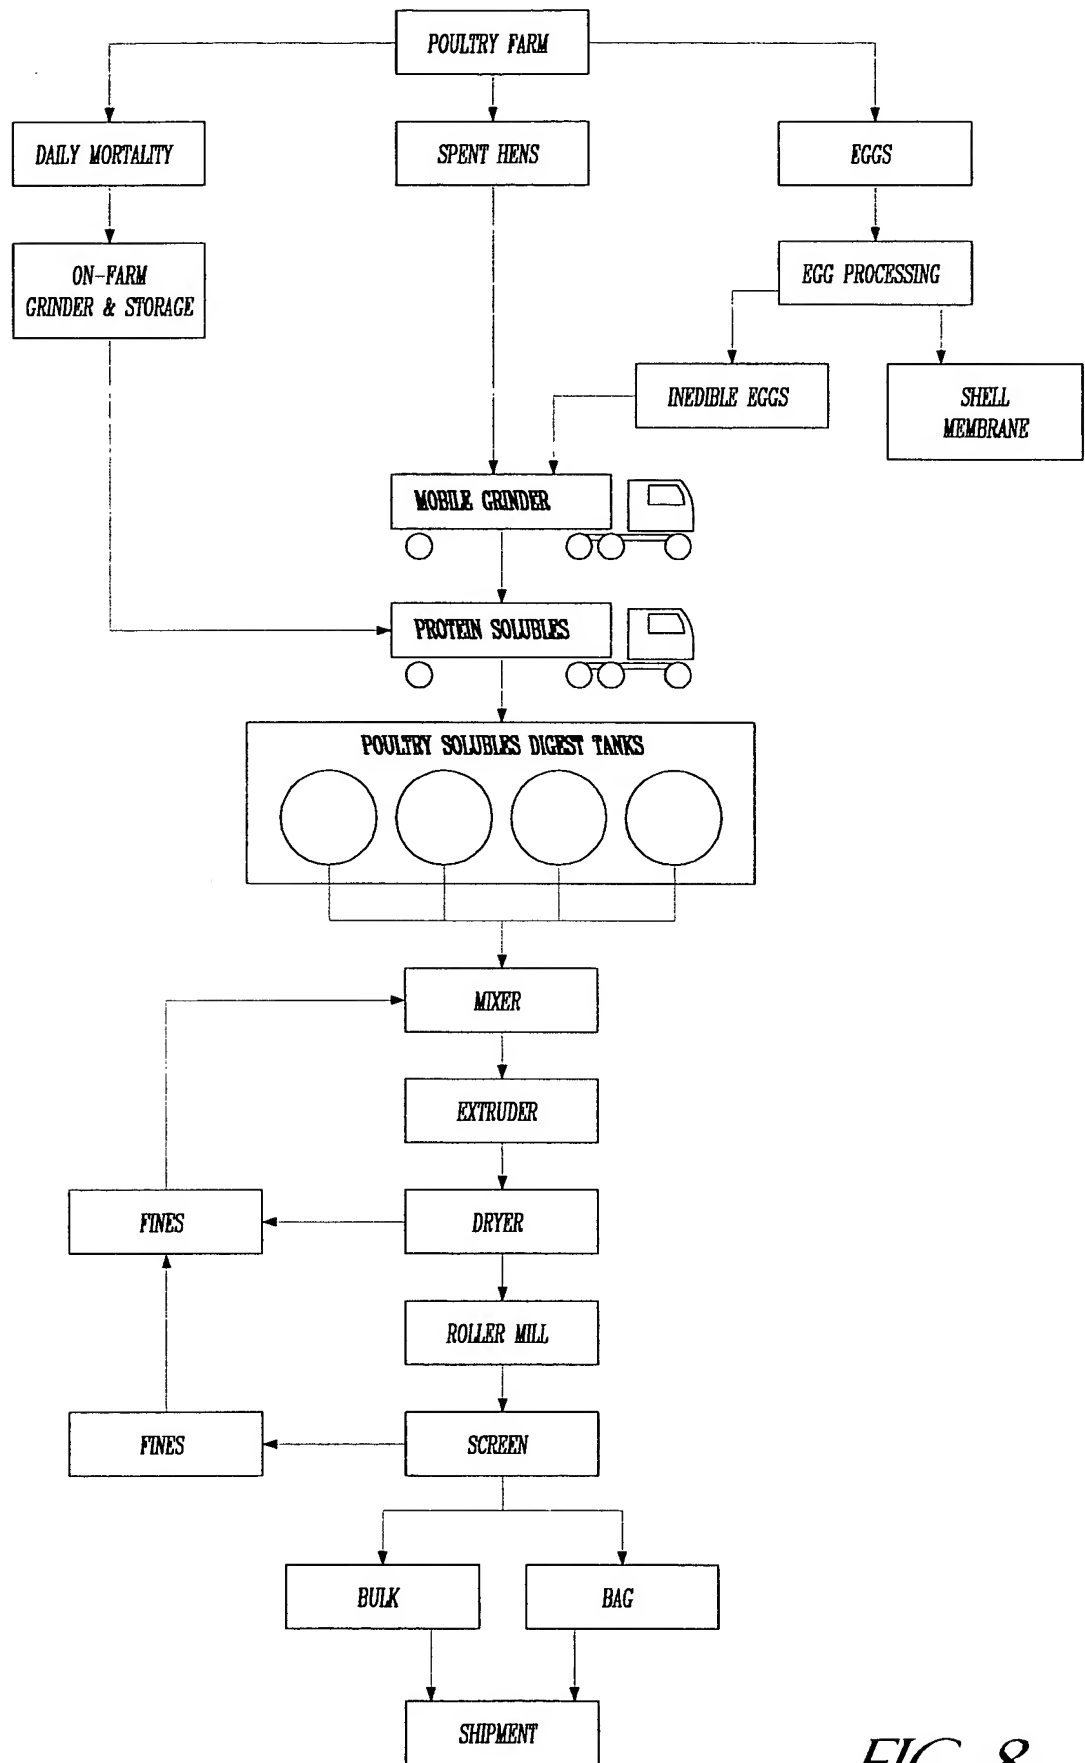 POULTRY FARM
DAILY MORTALITY
SPENT HENS
EGGS
ON-FARM
GRINDER & STORAGE
EGG PROCESSING
INEDIBLE EGGS
SHELL
MEMBRANE
MOBILE GRINDER
PROTEIN SOLUBLES
POULTRY SOLUBLES DIGEST TANKS
MIXER
EXTRUDER
FINES
DRYER
ROLLER MILL
FINES
SCREEN
BULK
BAG
SHIPMENT
FIG. 8